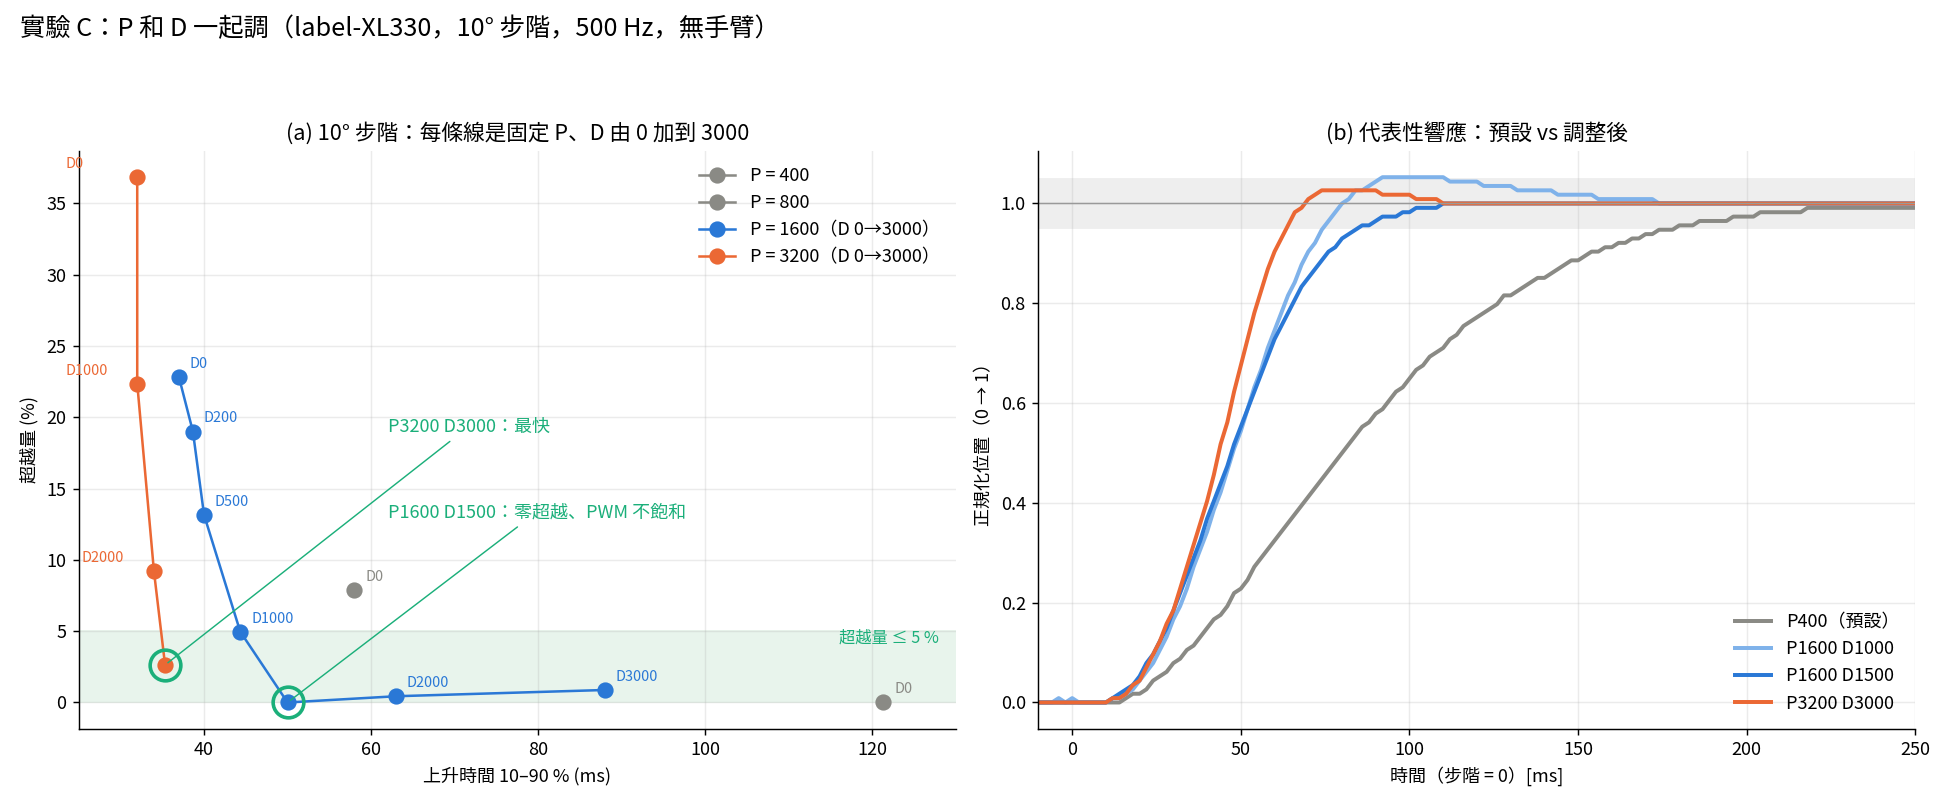 實驗 C：P 和 D 一起調（label-XL330，10° 步階，500 Hz，無手臂）
(a) 10° 步階：每條線是固定 P、D 由 0 加到 3000
超越量 (%)
35
30
25
20
15
10
5
0
D0
D1000
D2000
D0
D200
D500
D1000
D2000
D3000
D0
D0
P = 400
P = 800
P = 1600（D 0→3000）
P = 3200（D 0→3000）
P3200 D3000：最快
P1600 D1500：零超越、PWM 不飽和
超越量 ≤ 5 %
40
60
80
100
120
上升時間 10–90 % (ms)
(b) 代表性響應：預設 vs 調整後
正規化位置（0 → 1）
1.0
0.8
0.6
0.4
0.2
0.0
P400（預設）
P1600 D1000
P1600 D1500
P3200 D3000
0
50
100
150
200
250
時間（步階 = 0）[ms]